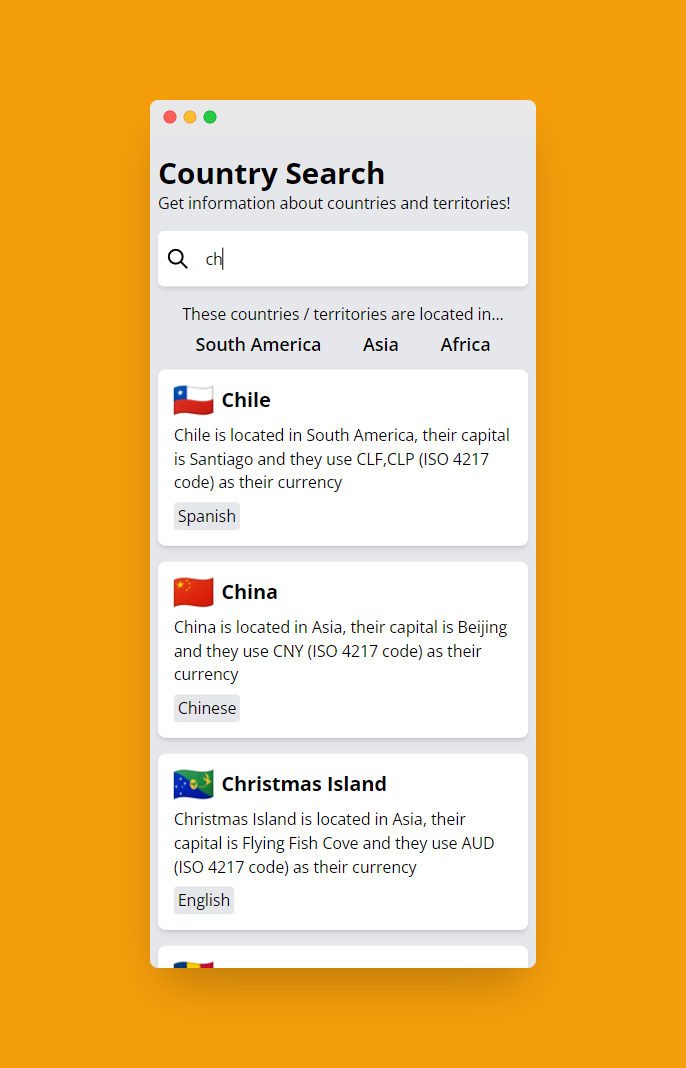 Country Search
Get information about countries and territories!
ch
These countries / territories are located in...
South America Asia Africa
Chile
Chile is located in South America, their capital
is Santiago and they use CLF,CLP (ISO 4217
code) as their currency
Spanish
China
China is located in Asia, their capital is Beijing
and they use CNY (ISO 4217 code) as their
currency
Chinese
Christmas Island
Christmas Island is located in Asia, their
capital is Flying Fish Cove and they use AUD
(ISO 4217 code) as their currency
English